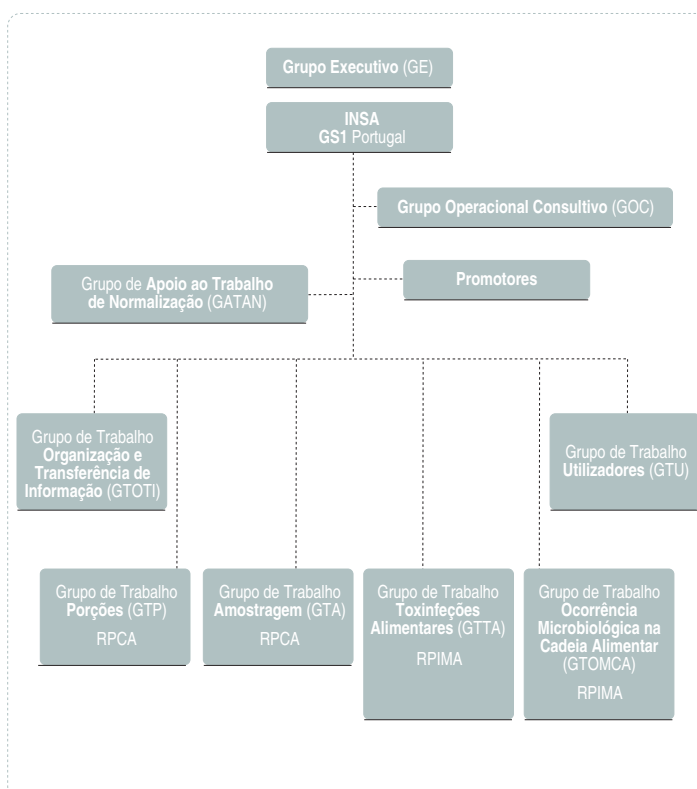 Grupo Executivo (GE)
INSA
GS1 Portugal
Grupo Operacional Consultivo (GOC)
Grupo de Apoio ao Trabalho
de Normalização (GATAN)
Promotores
Grupo de Trabalho
Organização e
Transferência de
Informação (GTOTI)
Grupo de Trabalho
Utilizadores (GTU)
Grupo de Trabalho
Porções (GTP)
RPCA
Grupo de Trabalho
Amostragem (GTA)
RPCA
Grupo de Trabalho
Toxinfeções
Alimentares (GTTA)
RPIMA
Grupo de Trabalho
Ocorrência
Microbiológica na
Cadeia Alimentar
(GTOMCA)
RPIMA